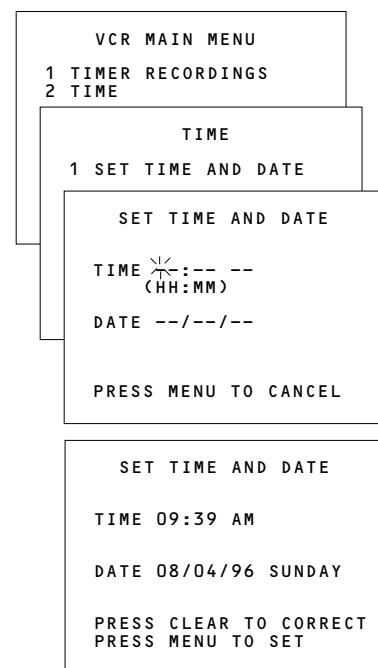 VCR MAIN MENU
1 TIMER RECORDINGS
2 TIME
TIME
1 SET TIME AND DATE
SET TIME AND DATE
TIME --:-- --
(HH:MM)
DATE --/--/--
PRESS MENU TO CANCEL
SET TIME AND DATE
TIME 09:39 AM
DATE 08/04/96 SUNDAY
PRESS CLEAR TO CORRECT
PRESS MENU TO SET